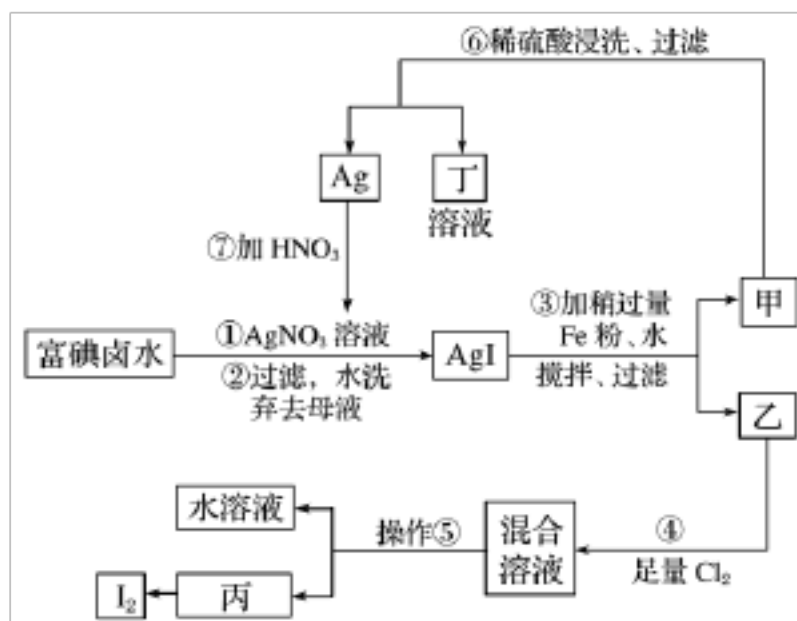 ⑥稀硫酸浸洗、过滤
Ag
丁
溶液
⑦加 HNO₃
甲
富碘卤水
①AgNO₃ 溶液
②过滤，水洗
弃去母液
AgI
③加稍过量
Fe 粉、水
搅拌、过滤
乙
水溶液
操作⑤
混合
溶液
④
足量 Cl₂
I₂
丙